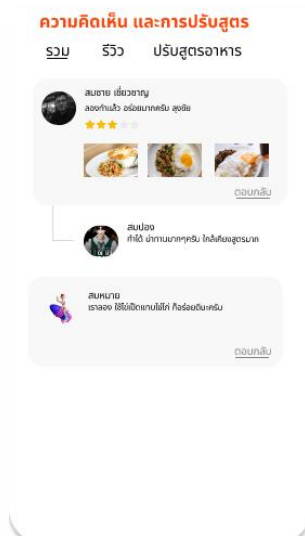 ความคิดเห็น และการปรับสูตร
รวม รีวิว ปรับสูตรอาหาร
สมชาย เชี่ยวชาญ
ลองทำแล้ว อร่อยมากครับ ลุงชัย
ตอบกลับ
สมปอง
ทำได้ น่าทานมากๆครับ ใกล้เคียงสูตรมาก
สมหมาย
เราลอง ใช้ไข่เป็ดแทนไข่ไก่ ก็อร่อยดีนะครับ
ตอบกลับ